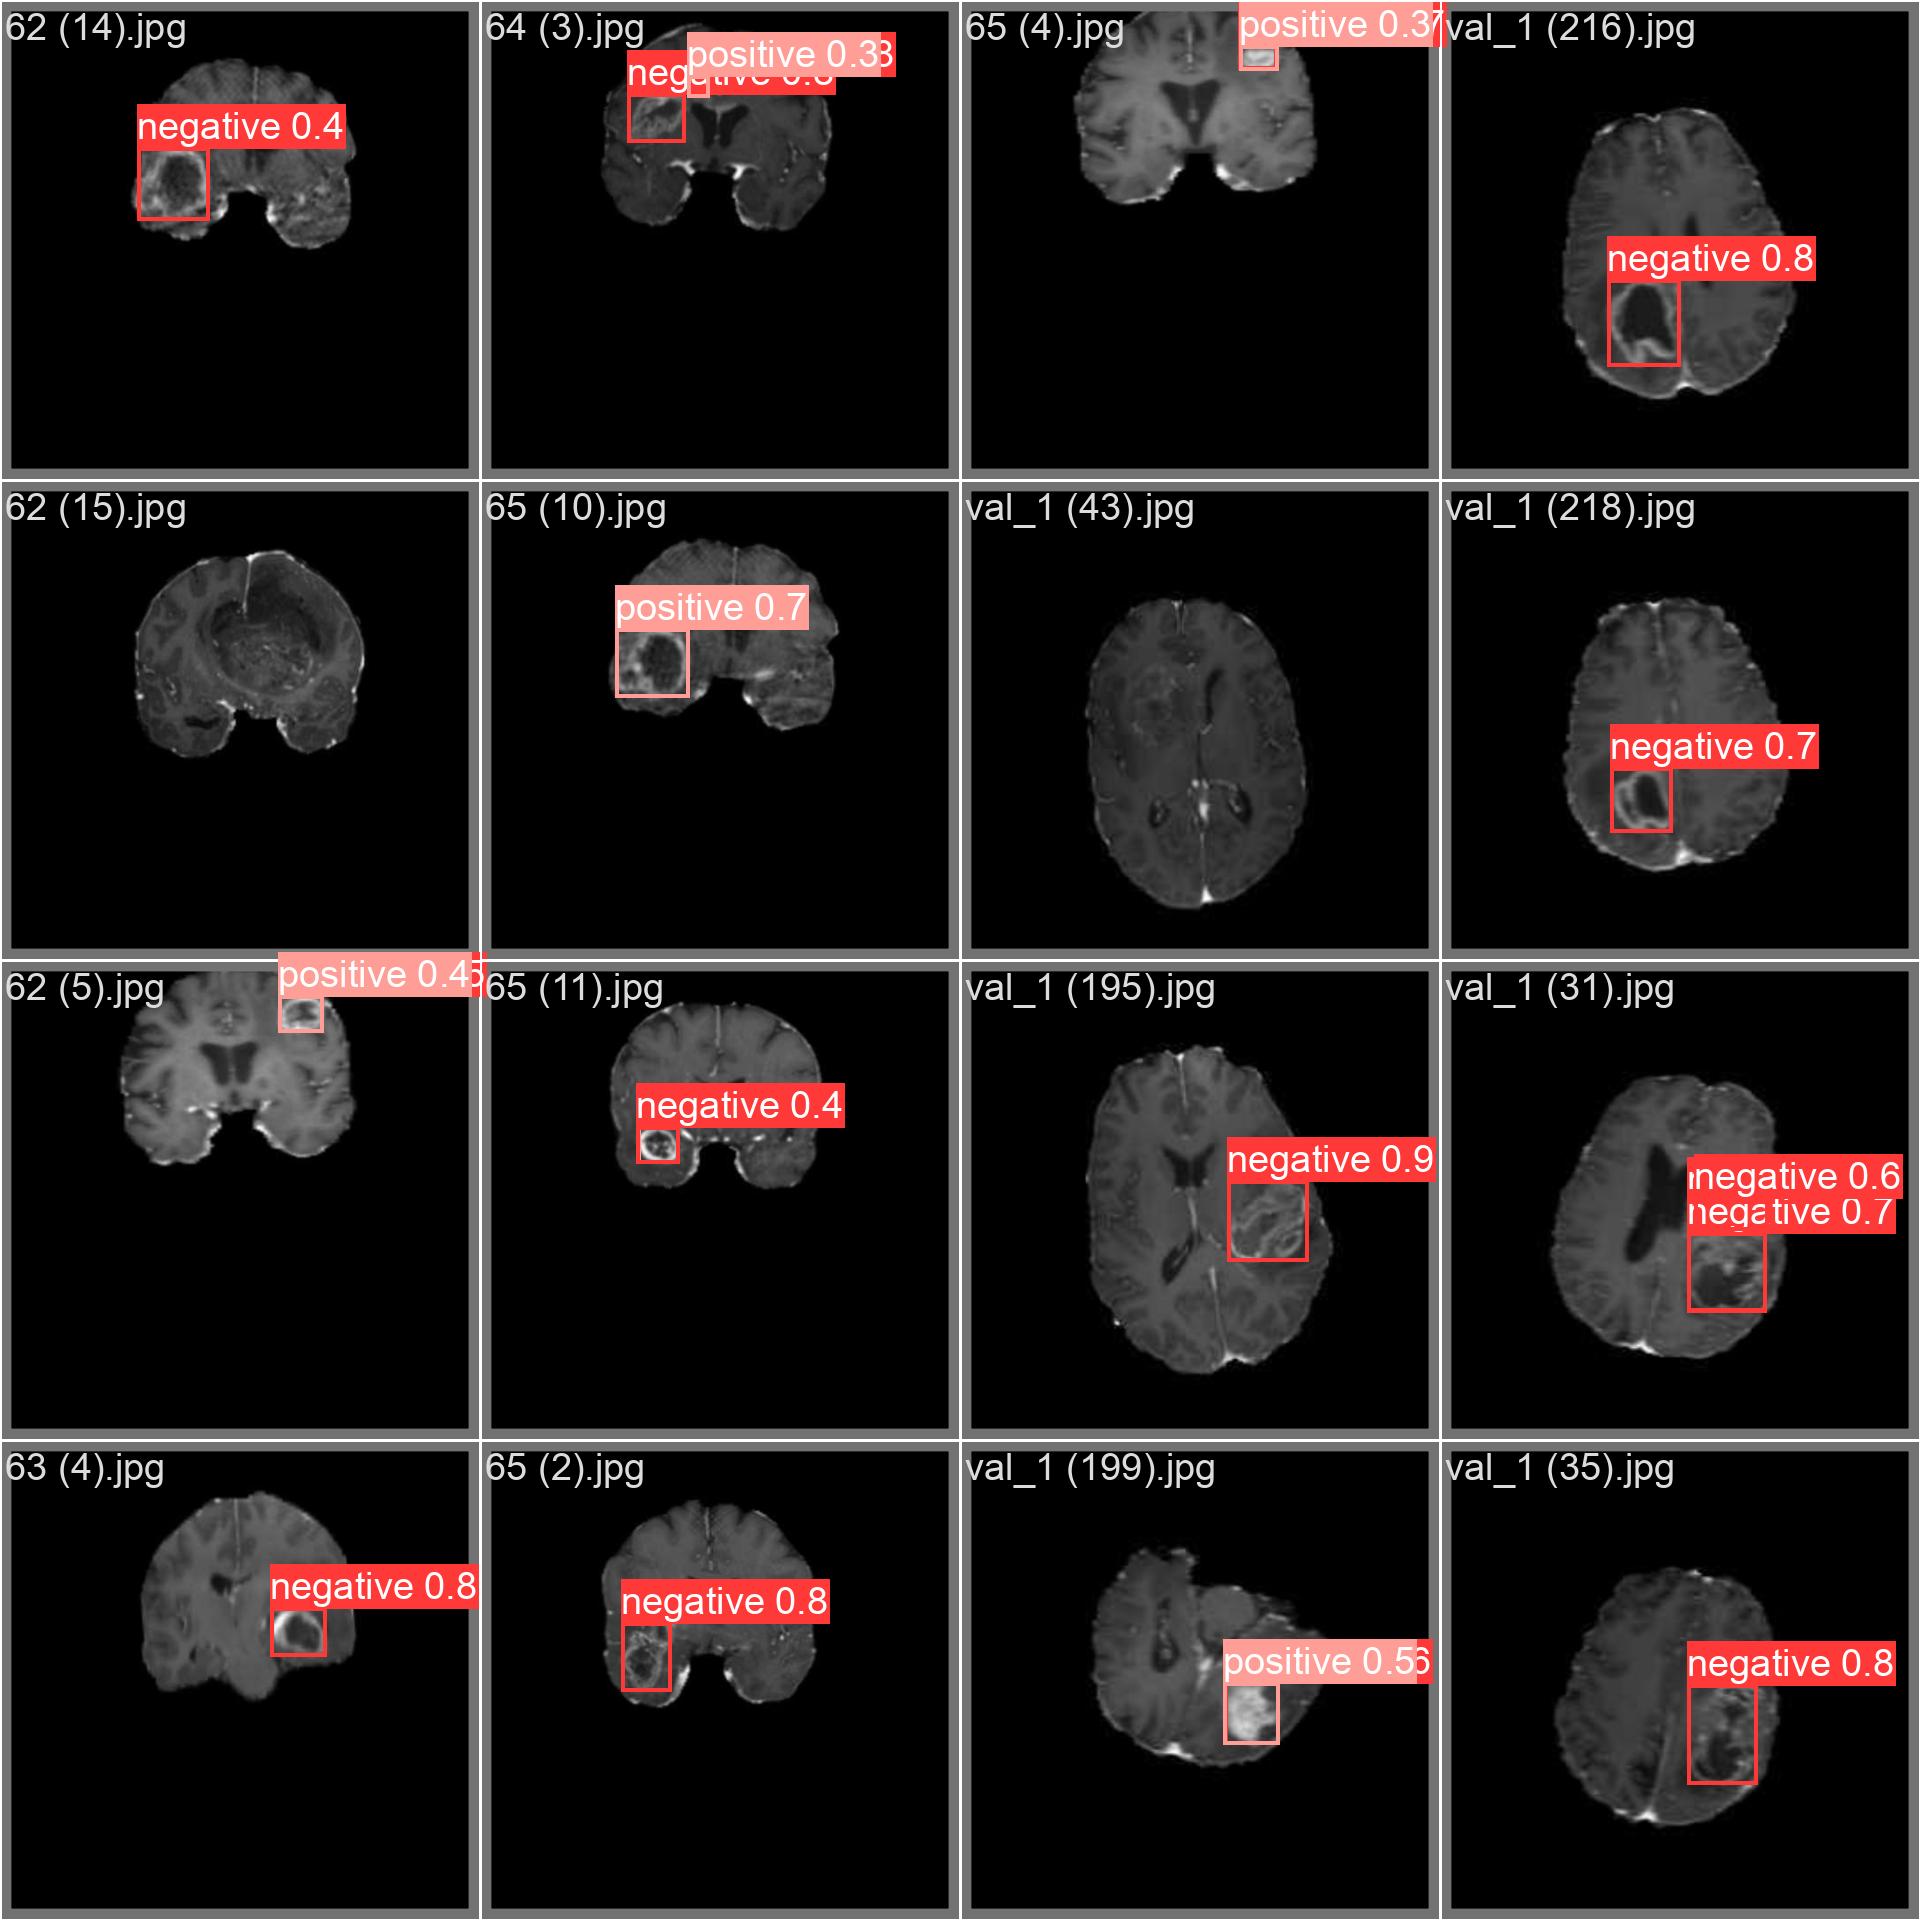 62 (14).jpg
negative 0.4
64 (3).jpg
positive 0.3
65 (4).jpg
positive 0.37
val_1 (216).jpg
negative 0.8
62 (15).jpg
65 (10).jpg
positive 0.7
val_1 (43).jpg
val_1 (218).jpg
negative 0.7
62 (5).jpg
positive 0.4
65 (11).jpg
negative 0.4
val_1 (195).jpg
negative 0.9
val_1 (31).jpg
negative 0.6
negative 0.7
63 (4).jpg
negative 0.8
65 (2).jpg
negative 0.8
val_1 (199).jpg
positive 0.5
val_1 (35).jpg
negative 0.8